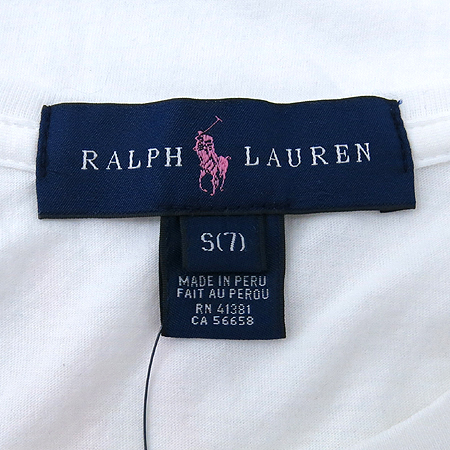 RALPH LAUREN
S(7)
MADE IN PERU
FAIT AU PEROU
RN 41381
CA 56658